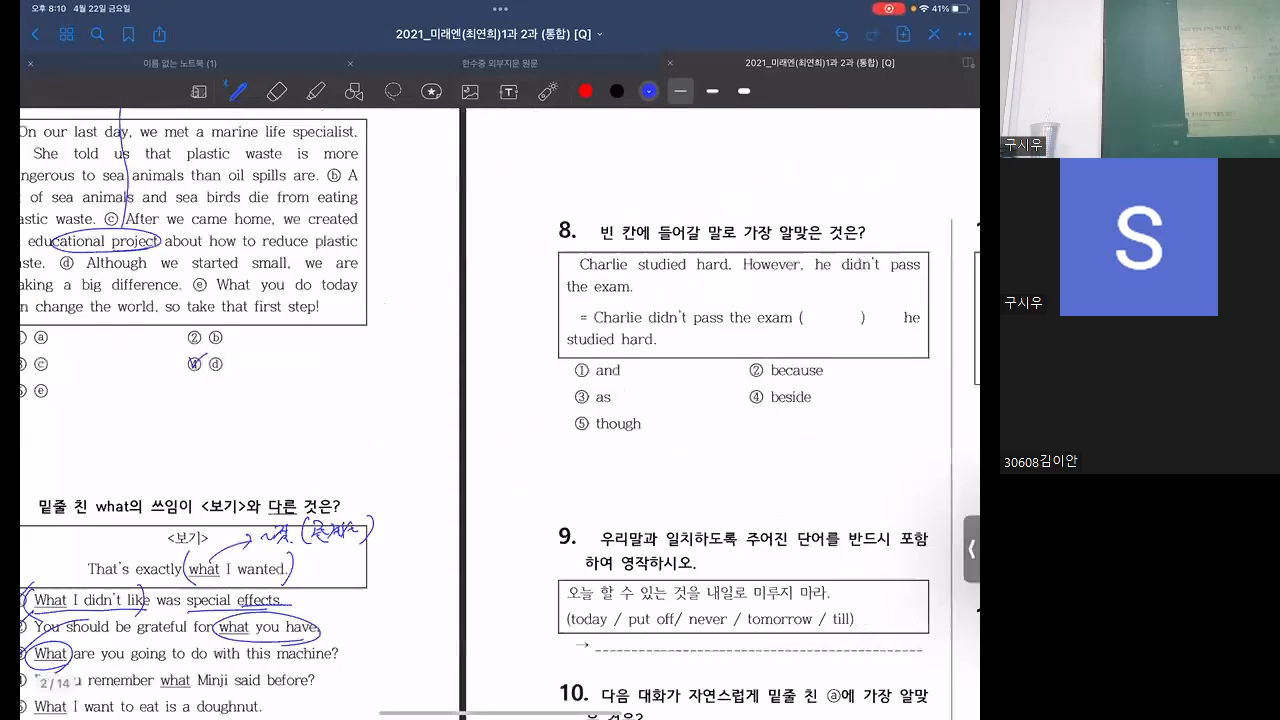 오후 8:10 4월 22일 금요일
41%
2021_미래엔(최연희)1과 2과 (통합) [Q]
이름 없는 노트북 (1)
한수중 외부지문 원문
2021_미래엔(최연희)1과 2과 (통합) [Q]
On our last day, we met a marine life specialist.
She told us that plastic waste is more
ngerous to sea animals than oil spills are. ⓑ A
of sea animals and sea birds die from eating
astic waste. ⓒ After we came home, we created
educational project about how to reduce plastic
ste. ⓓ Although we started small, we are
aking a big difference. ⓔ What you do today
n change the world, so take that first step!
ⓐ
② ⓑ
ⓒ
ⓓ
ⓔ
밑줄 친 what의 쓰임이 <보기>와 다른 것은?
<보기>
That's exactly what I wanted.
What I didn't like was special effects.
You should be grateful for what you have.
What are you going to do with this machine?
u remember what Minji said before?
What I want to eat is a doughnut.
2/14
8. 빈 칸에 들어갈 말로 가장 알맞은 것은?
Charlie studied hard. However, he didn't pass
the exam.
= Charlie didn't pass the exam ( ) he
studied hard.
① and
② because
③ as
④ beside
⑤ though
9. 우리말과 일치하도록 주어진 단어를 반드시 포함
하여 영작하시오.
오늘 할 수 있는 것을 내일로 미루지 마라.
(today / put off/ never / tomorrow / till)
→
10. 다음 대화가 자연스럽게 밑줄 친 ⓐ에 가장 알맞
은 것은?
구시우
S
구시우
30608김이안